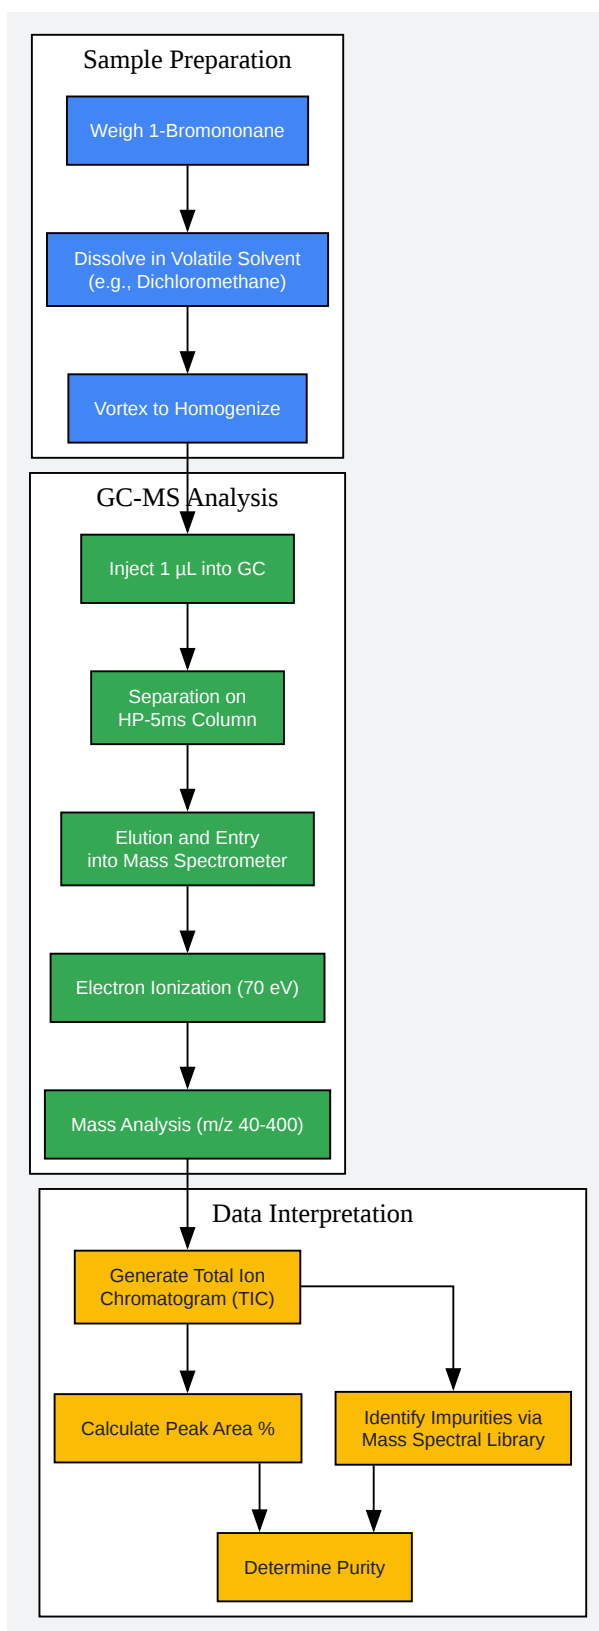 Sample Preparation
Weigh 1-Bromononane
Dissolve in Volatile Solvent
(e.g., Dichloromethane)
Vortex to Homogenize
GC-MS Analysis
Inject 1 µL into GC
Separation on
HP-5ms Column
Elution and Entry
into Mass Spectrometer
Electron Ionization (70 eV)
Mass Analysis (m/z 40-400)
Data Interpretation
Generate Total Ion
Chromatogram (TIC)
Calculate Peak Area %
Identify Impurities via
Mass Spectral Library
Determine Purity